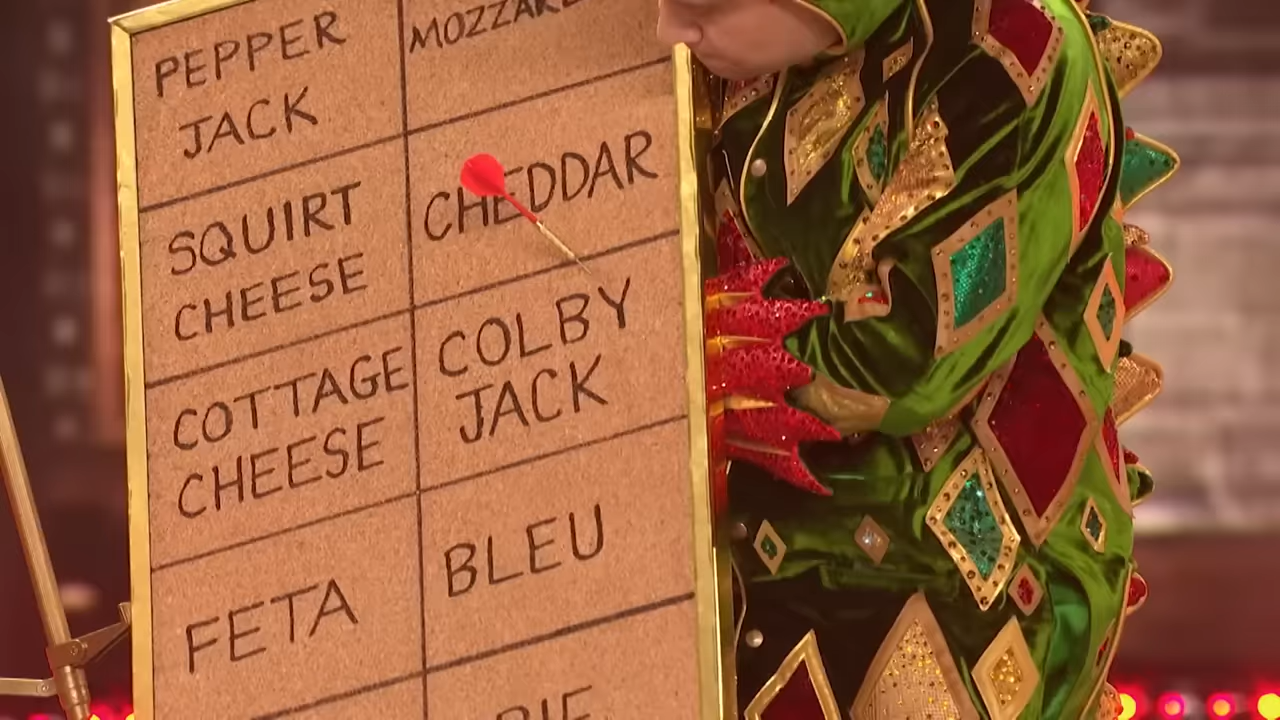 PEPPER
JACK
SQUIRT
CHEESE
CHEDDAR
COTTAGE
CHEESE
COLBY
JACK
FETA
BLEU